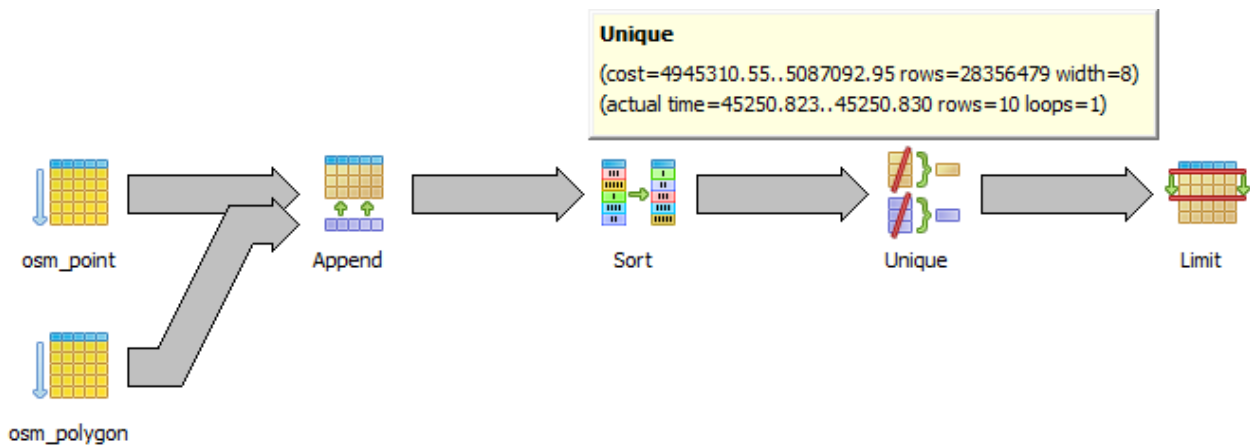 Unique
(cost=4945310.55..5087092.95 rows=28356479 width=8)
(actual time=45250.823..45250.830 rows=10 loops=1)
osm_point
Append
Sort
Unique
Limit
osm_polygon